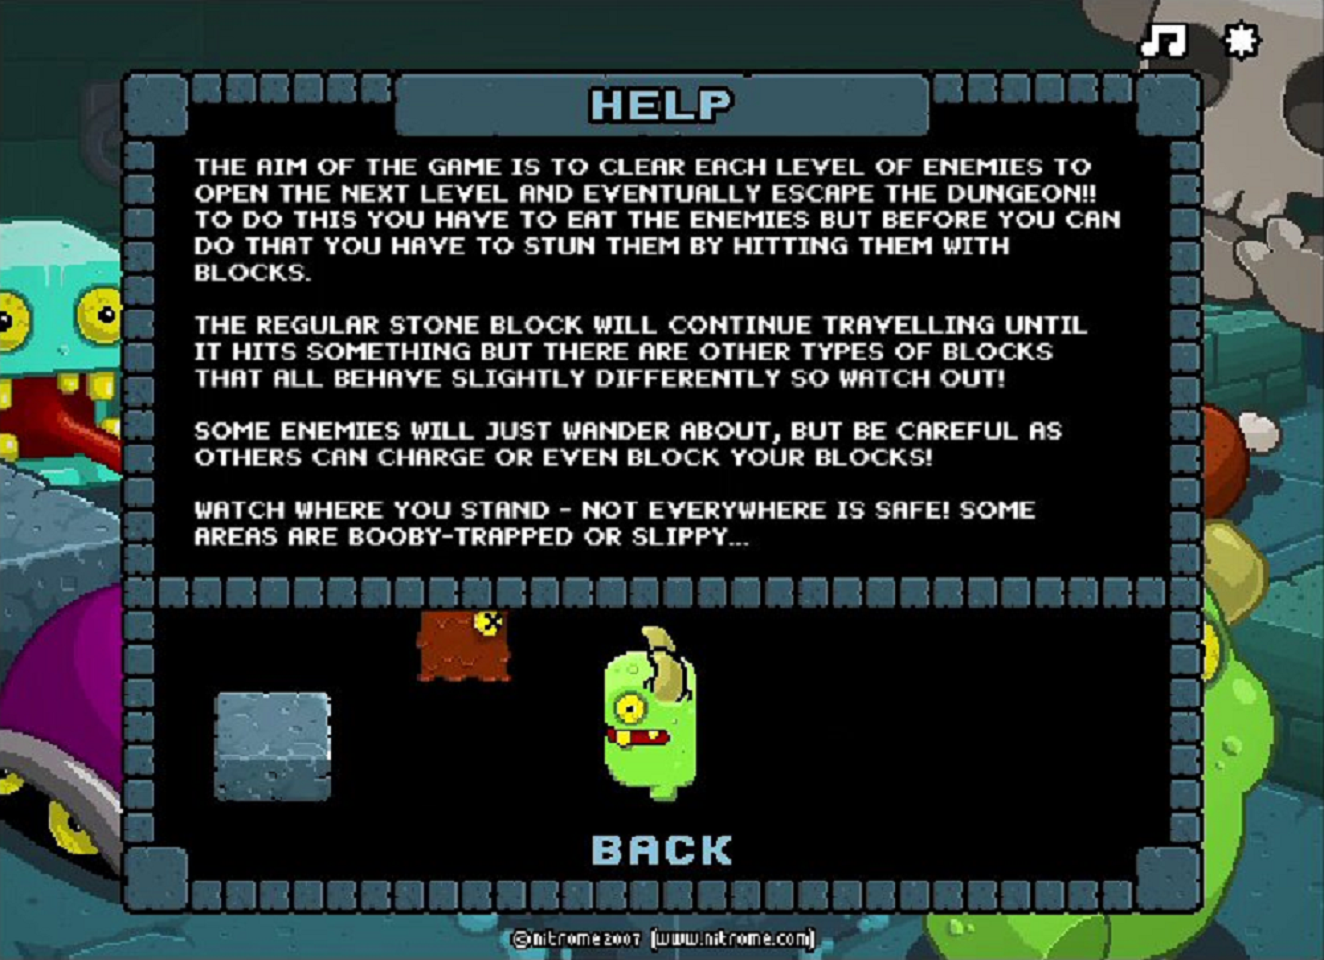 HELP
THE AIM OF THE GAME IS TO CLEAR EACH LEVEL OF ENEMIES TO
OPEN THE NEXT LEVEL AND EVENTUALLY ESCAPE THE DUNGEON!!
TO DO THIS YOU HAVE TO EAT THE ENEMIES BUT BEFORE YOU CAN
DO THAT YOU HAVE TO STUN THEM BY HITTING THEM WITH
BLOCKS.
THE REGULAR STONE BLOCK WILL CONTINUE TRAVELLING UNTIL
IT HITS SOMETHING BUT THERE ARE OTHER TYPES OF BLOCKS
THAT ALL BEHAVE SLIGHTLY DIFFERENTLY SO WATCH OUT!
SOME ENEMIES WILL JUST WANDER ABOUT, BUT BE CAREFUL AS
OTHERS CAN CHARGE OR EVEN BLOCK YOUR BLOCKS!
WATCH WHERE YOU STAND - NOT EVERYWHERE IS SAFE! SOME
AREAS ARE BOOBY-TRAPPED OR SLIPPY...
BACK
©nitrome2007 [www.nitrome.com]